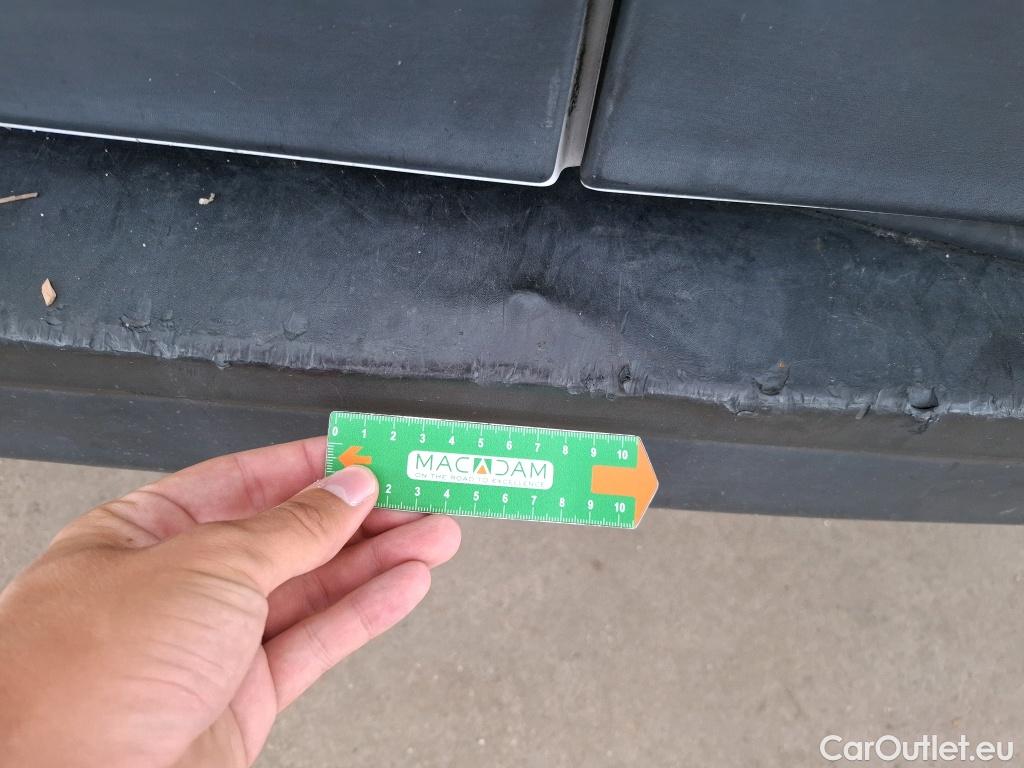 0 1 2 3 4 5 6 7 8 9 10
MACADAM
ON THE ROAD TO EXCELLENCE
2 3 4 5 6 7 8 9 10
CarOutlet.eu